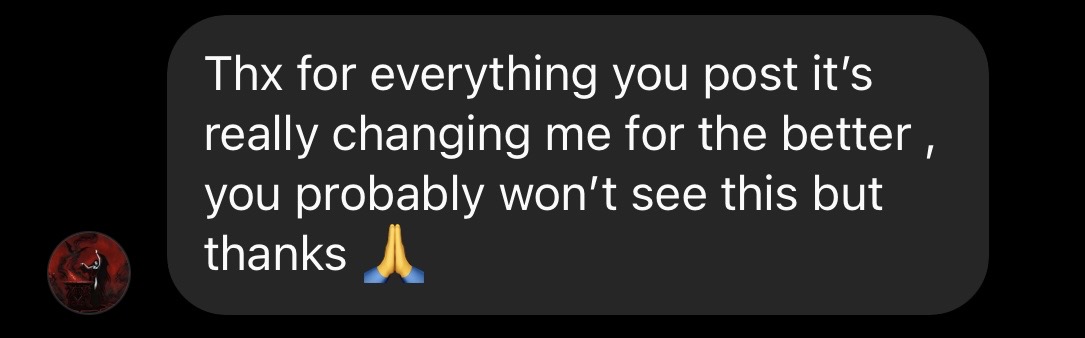 Thx for everything you post it’s
really changing me for the better ,
you probably won’t see this but
thanks 🙏